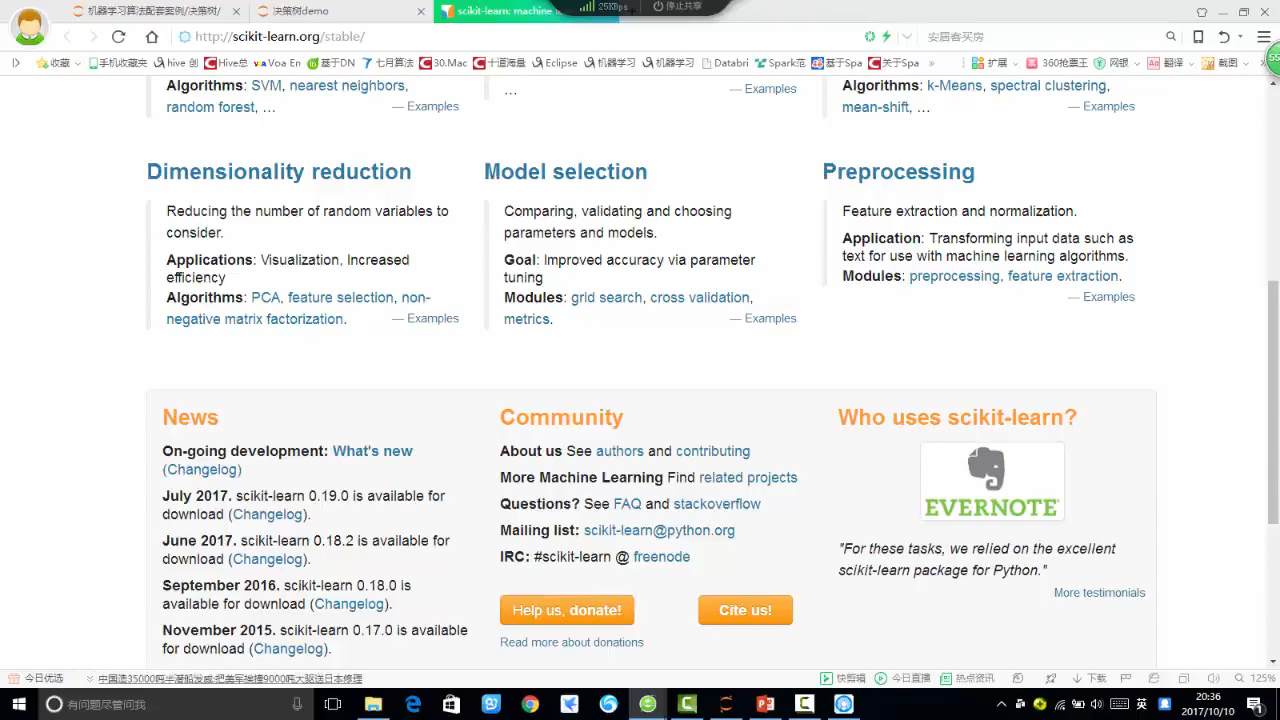 机器学习算法配套案例/决策树/
决策树demo
scikit-learn: machine
25KB/s
停止共享
http://scikit-learn.org/stable/
安居客买房
收藏
手机收藏夹
hive 创
Hive总
Voa En
基于DN
七月算法
30.Mac
十道海量
Eclipse
机器学习
机器学习
Databri
Spark范
基于Spa
关于Spa
»
扩展
360抢票王
网银
翻译
截图
Algorithms: SVM, nearest neighbors,
random forest, …
— Examples
…
— Examples
Algorithms: k-Means, spectral clustering,
mean-shift, …
— Examples
Dimensionality reduction
Reducing the number of random variables to
consider.
Applications: Visualization, Increased
efficiency
Algorithms: PCA, feature selection, non-
negative matrix factorization.
— Examples
Model selection
Comparing, validating and choosing
parameters and models.
Goal: Improved accuracy via parameter
tuning
Modules: grid search, cross validation,
metrics.
— Examples
Preprocessing
Feature extraction and normalization.
Application: Transforming input data such as
text for use with machine learning algorithms.
Modules: preprocessing, feature extraction.
— Examples
News
On-going development: What's new
(Changelog)
July 2017. scikit-learn 0.19.0 is available for
download (Changelog).
June 2017. scikit-learn 0.18.2 is available for
download (Changelog).
September 2016. scikit-learn 0.18.0 is
available for download (Changelog).
November 2015. scikit-learn 0.17.0 is available
for download (Changelog).
Community
About us See authors and contributing
More Machine Learning Find related projects
Questions? See FAQ and stackoverflow
Mailing list: scikit-learn@python.org
IRC: #scikit-learn @ freenode
Help us, donate!
Cite us!
Read more about donations
Who uses scikit-learn?
EVERNOTE
"For these tasks, we relied on the excellent
scikit-learn package for Python."
More testimonials
今日优选
快剪辑
今日直播
热点资讯
下载
125%
有问题尽管问我
英
20:36
2017/10/10